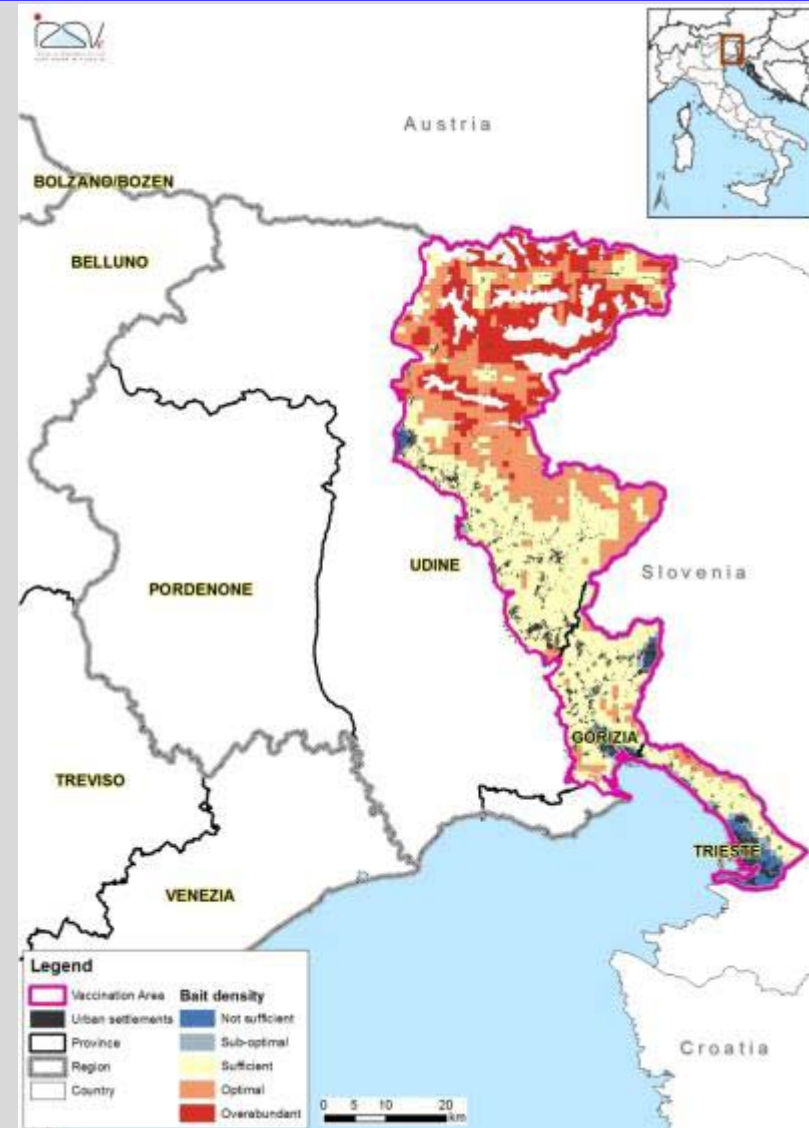 Austria
N
BOLZANO/BOZEN
BELLUNO
UDINE
Slovenia
PORDENONE
GORIZIA
TREVISO
TRIESTE
VENEZIA
Croatia
Legend
Vaccination Area
Urban settlements
Province
Region
Country
Bait density
Not sufficient
Sub-optimal
Sufficient
Optimal
Overabundant
0 5 10 20
km